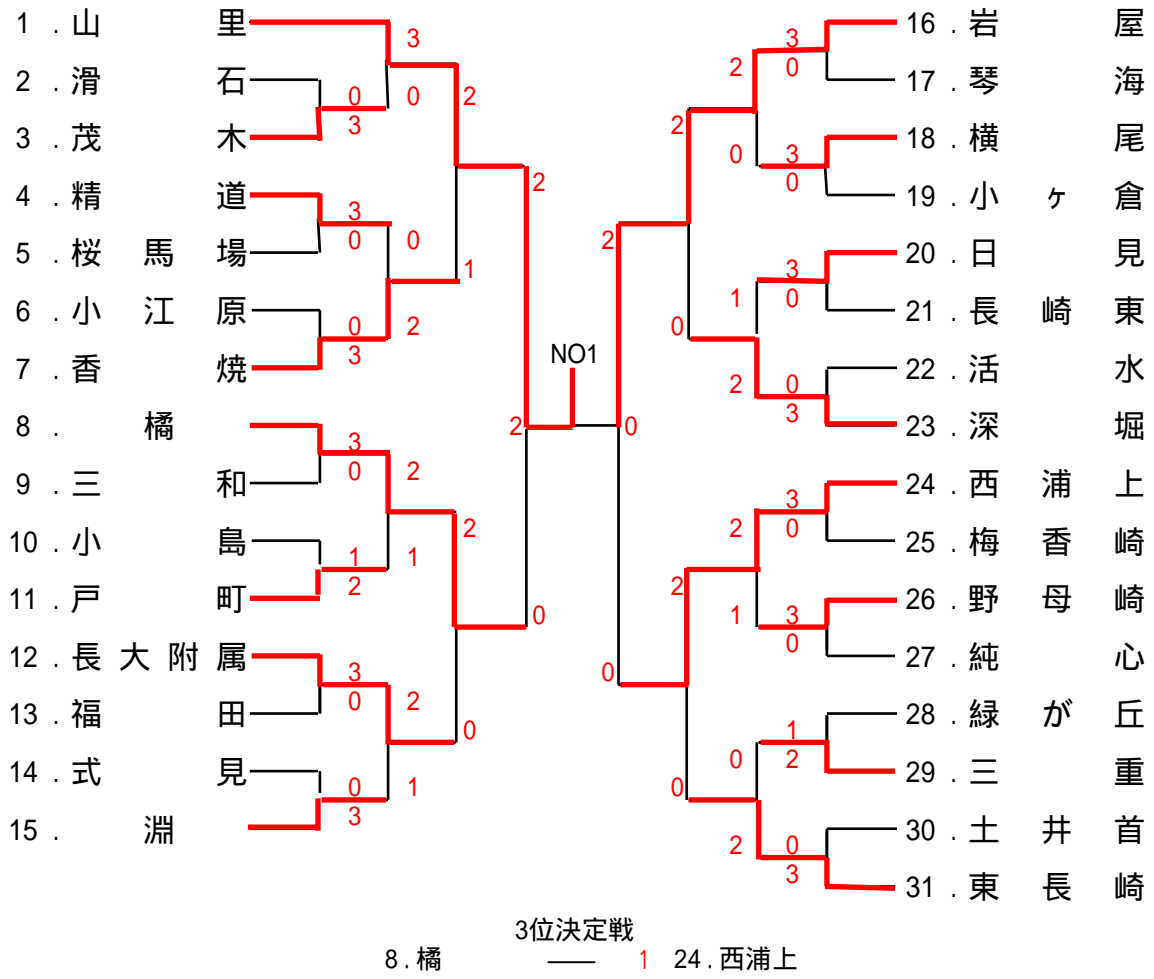 1 . 山 里
2 . 滑 石
3 . 茂 木
4 . 精 道
5 . 桜 馬 場
6 . 小 江 原
7 . 香 焼
8 . 橘
9 . 三 和
10 . 小 島
11 . 戸 町
12 . 長 大 附 属
13 . 福 田
14 . 式 見
15 . 淵
3
0
3
0
2
3
0
0
1
0
3
2
2
3
0
2
2
1
2
1
0
3
0
2
0
0
3
1
2
NO1
2
0
2
0
2
0
2
0
2
0
1
2
2
1
0
2
3
0
3
0
3
0
0
3
3
0
3
0
1
2
0
3
16 . 岩 屋
17 . 琴 海
18 . 横 尾
19 . 小 ヶ 倉
20 . 日 見
21 . 長 崎 東
22 . 活 水
23 . 深 堀
24 . 西 浦 上
25 . 梅 香 崎
26 . 野 母 崎
27 . 純 心
28 . 緑 が 丘
29 . 三 重
30 . 土 井 首
31 . 東 長 崎
3位決定戦
8 . 橘 ── 1 24 . 西浦上